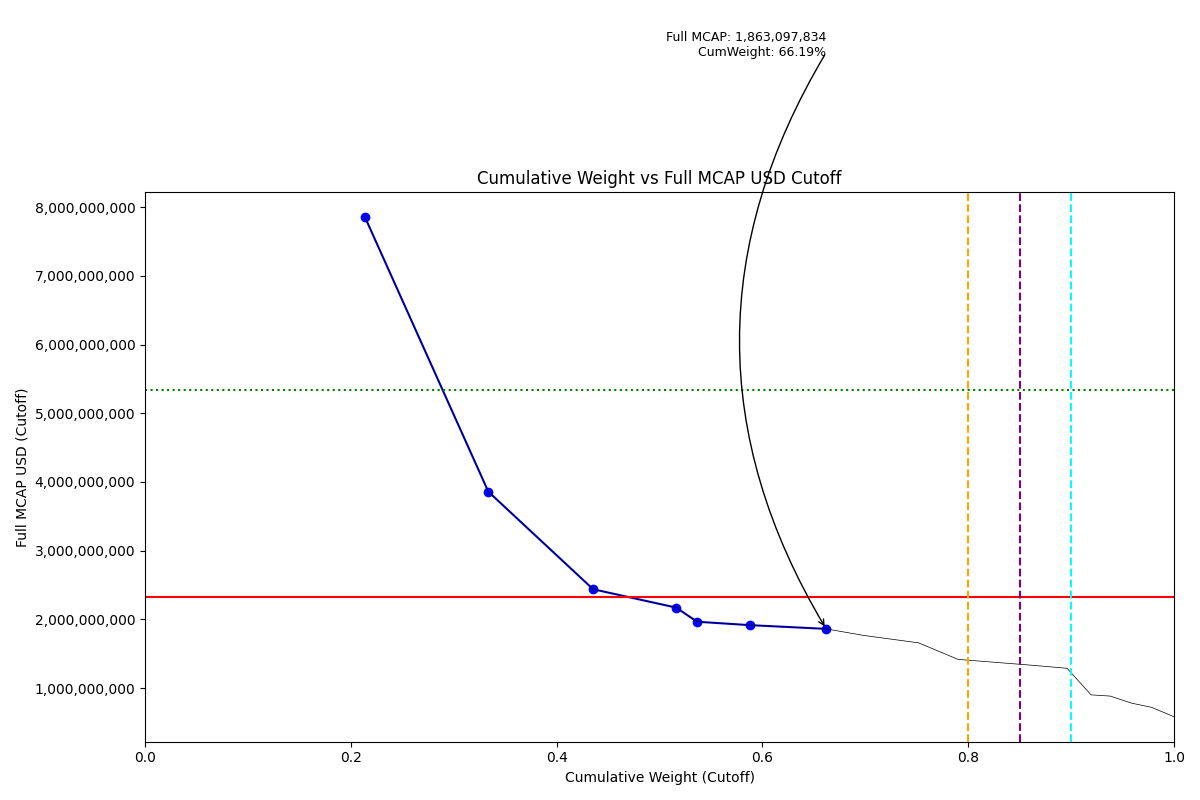 Full MCAP: 1,863,097,834
CumWeight: 66.19%
Cumulative Weight vs Full MCAP USD Cutoff
8,000,000,000
7,000,000,000
6,000,000,000
5,000,000,000
4,000,000,000
3,000,000,000
2,000,000,000
1,000,000,000
Full MCAP USD (Cutoff)
0.0 0.2 0.4 0.6 0.8 1.0
Cumulative Weight (Cutoff)